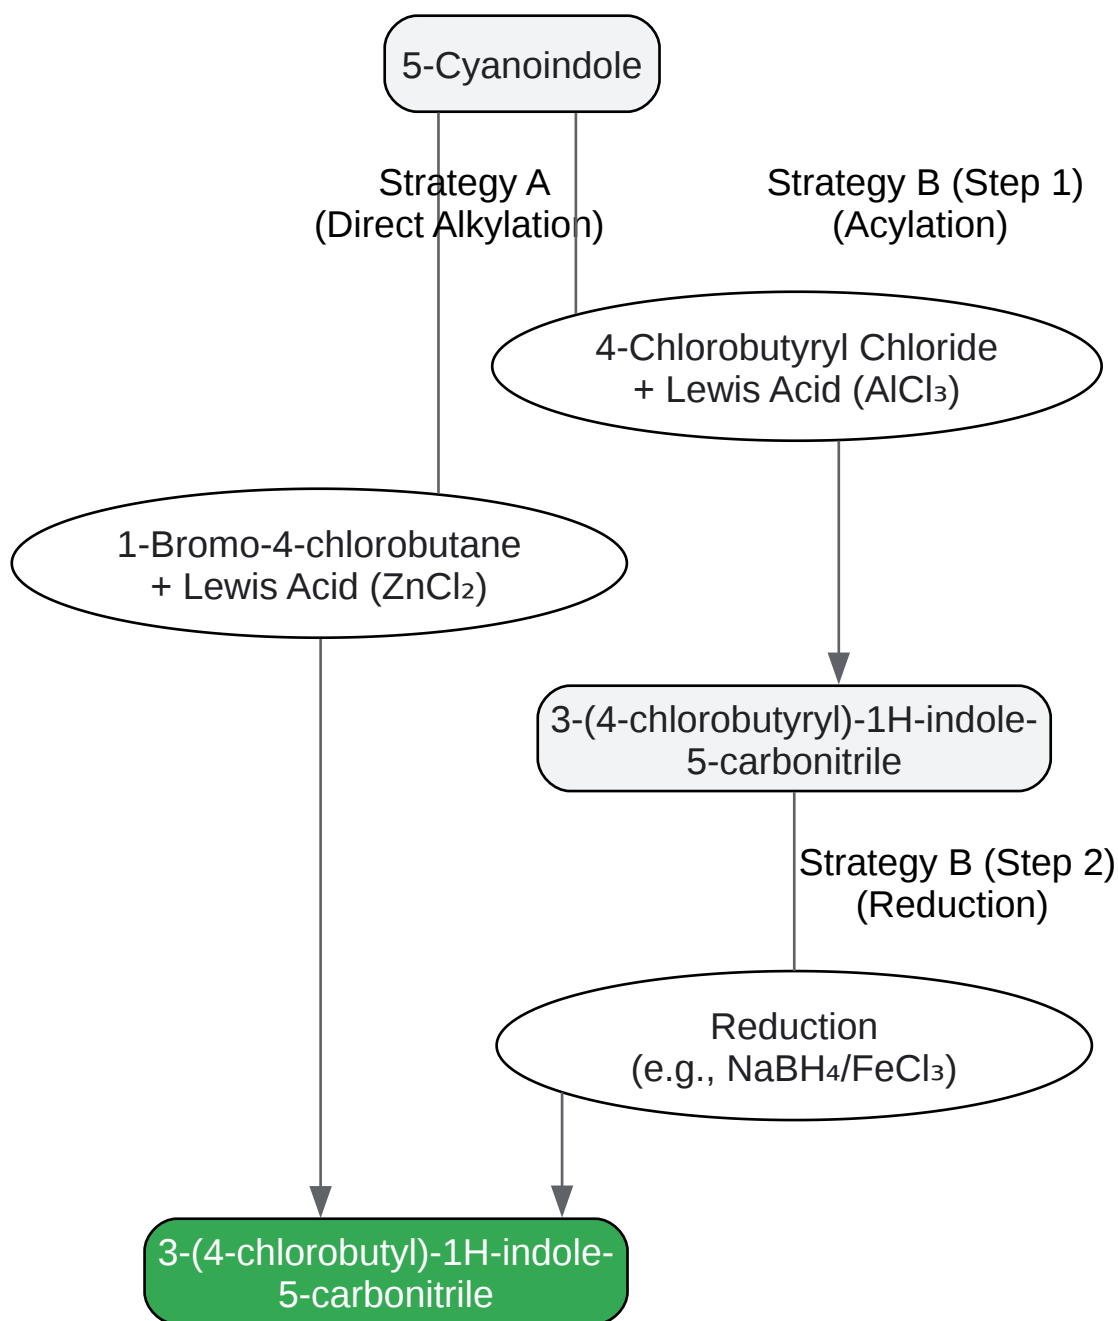 5-Cyanoindole
Strategy A
(Direct Alkylation)
Strategy B (Step 1)
(Acylation)
4-Chlorobutyryl Chloride
+ Lewis Acid (AlCl₃)
1-Bromo-4-chlorobutane
+ Lewis Acid (ZnCl₂)
3-(4-chlorobutyryl)-1H-indole-
5-carbonitrile
Strategy B (Step 2)
(Reduction)
Reduction
(e.g., NaBH₄/FeCl₃)
3-(4-chlorobutyl)-1H-indole-
5-carbonitrile